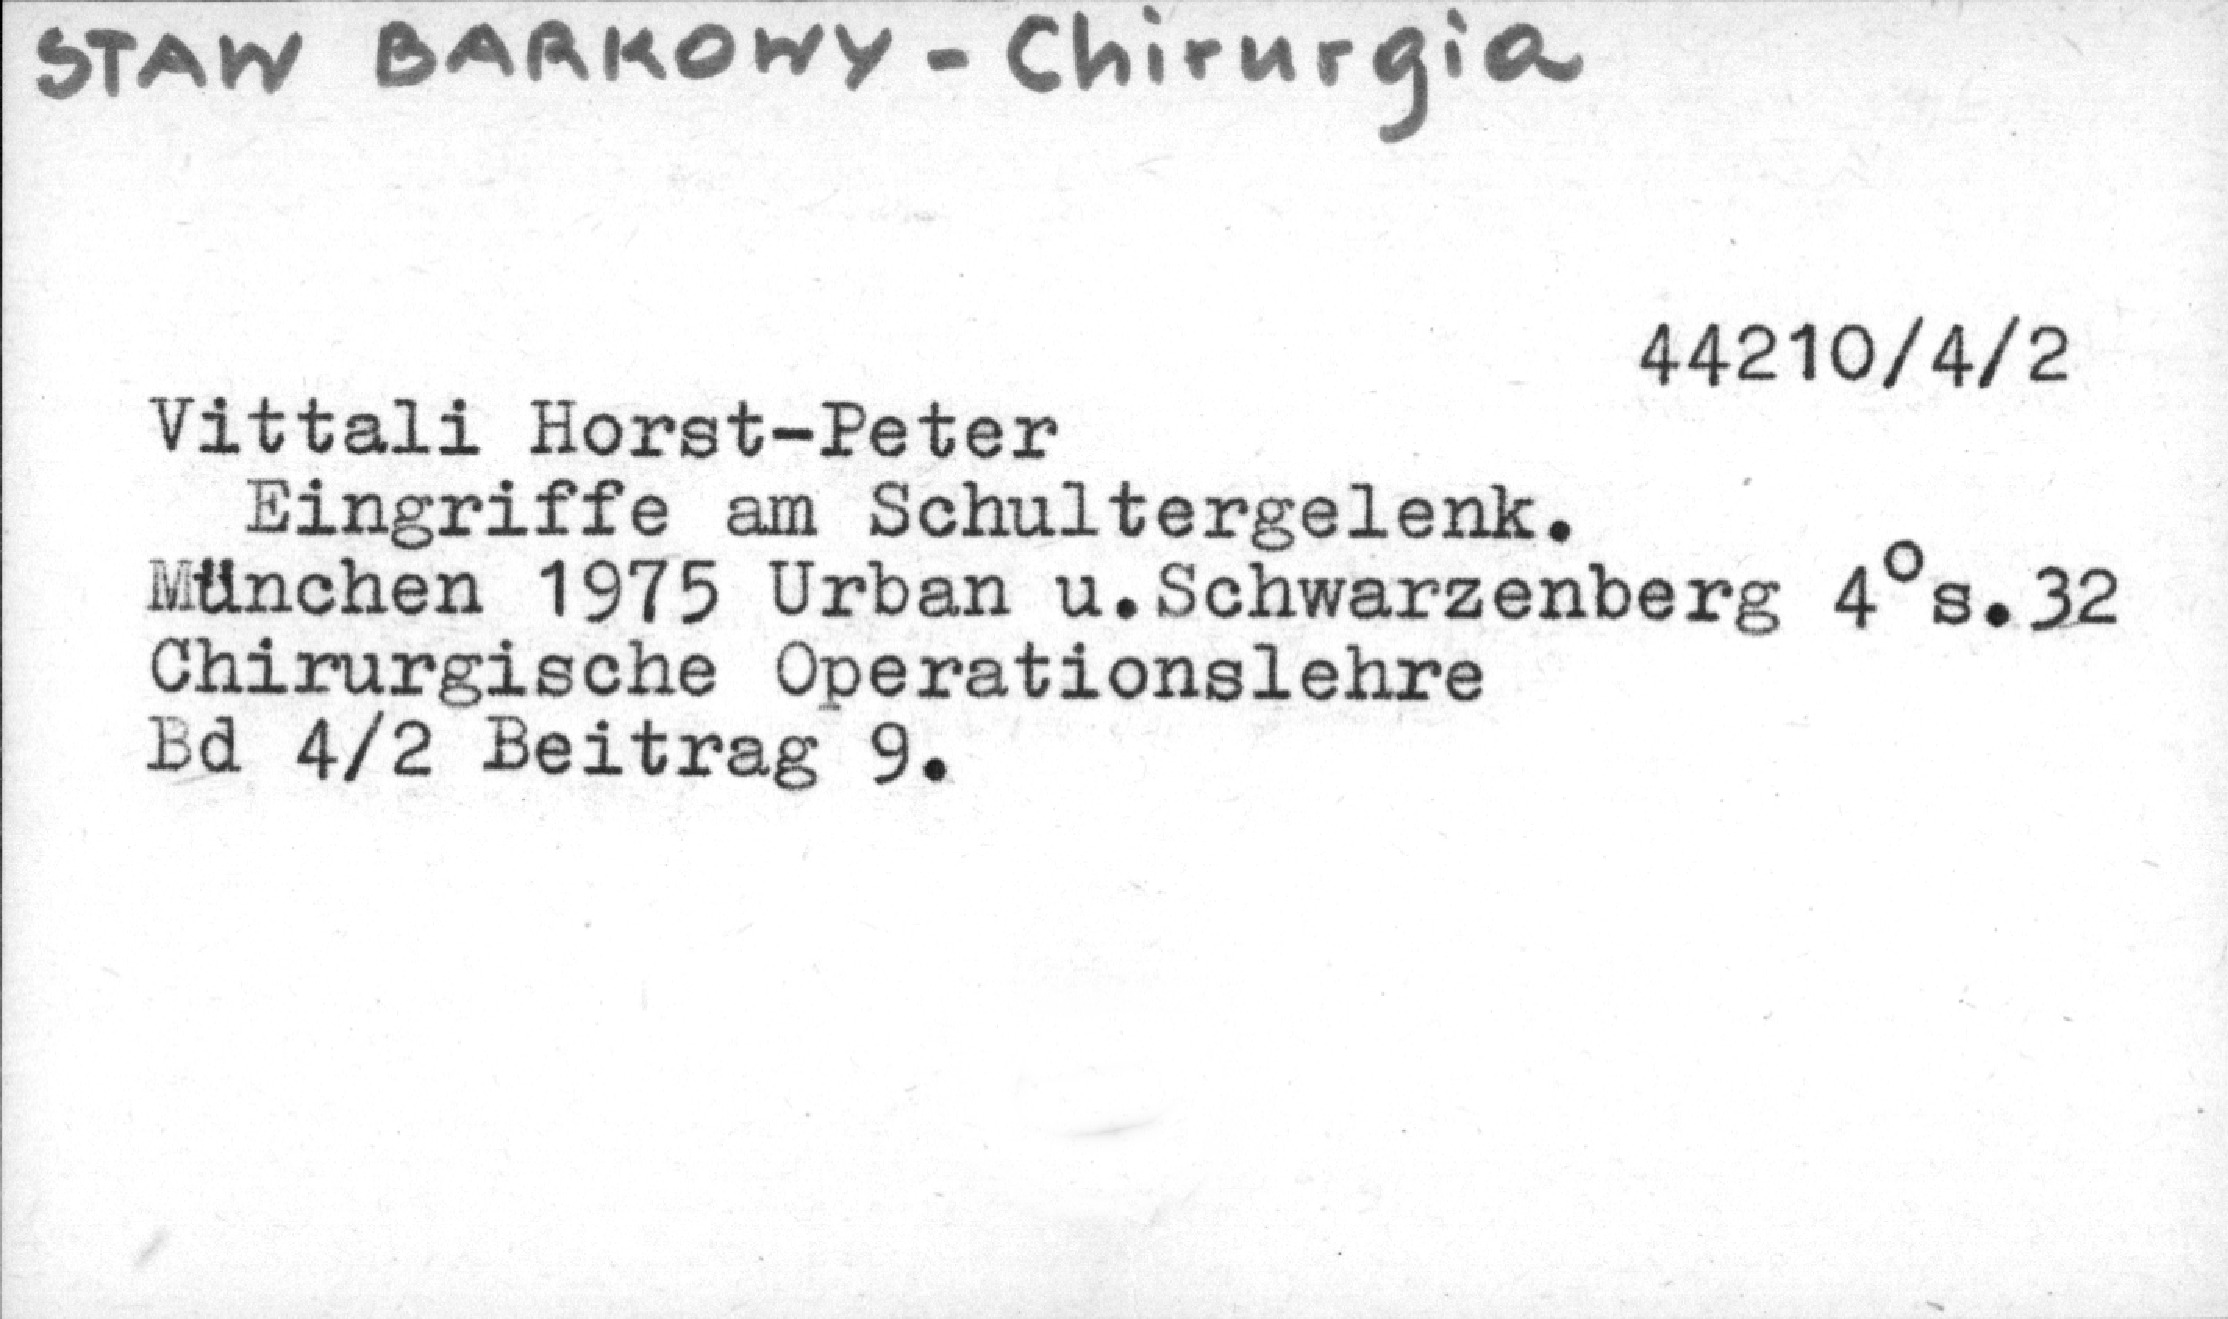 STAW BARKOWY - Chirurgia
44210/4/2
Vittali Horst-Peter
Eingriffe am Schultergelenk.
München 1975 Urban u.Schwarzenberg 4° s.32
Chirurgische Operationslehre
Bd 4/2 Beitrag 9.